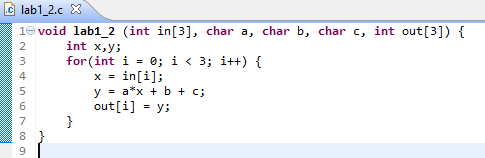 lab1_2.c
1 void lab1_2 (int in[3], char a, char b, char c, int out[3]) {
2     int x,y;
3     for(int i = 0; i < 3; i++) {
4         x = in[i];
5         y = a*x + b + c;
6         out[i] = y;
7     }
8 }
9